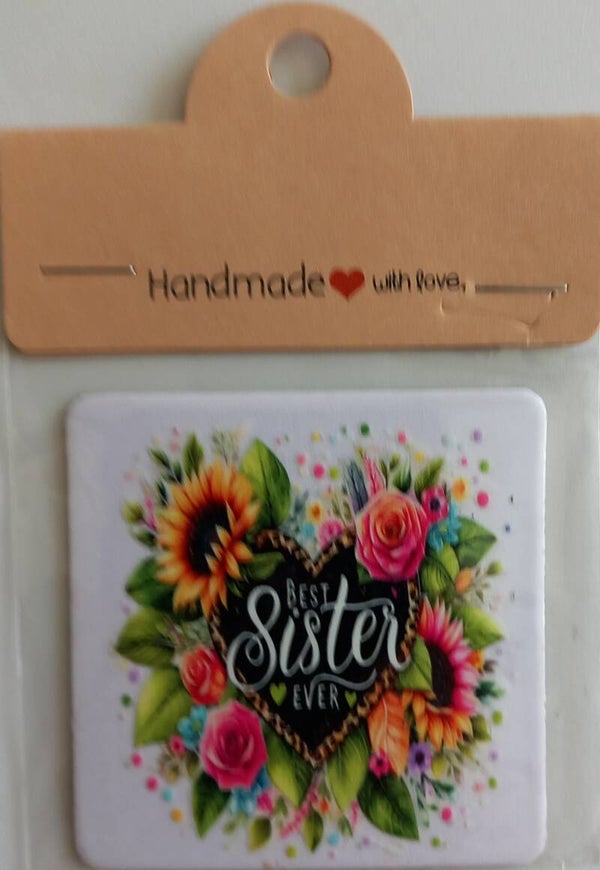 Handmade❤with love,
BEST
Sister
EVER